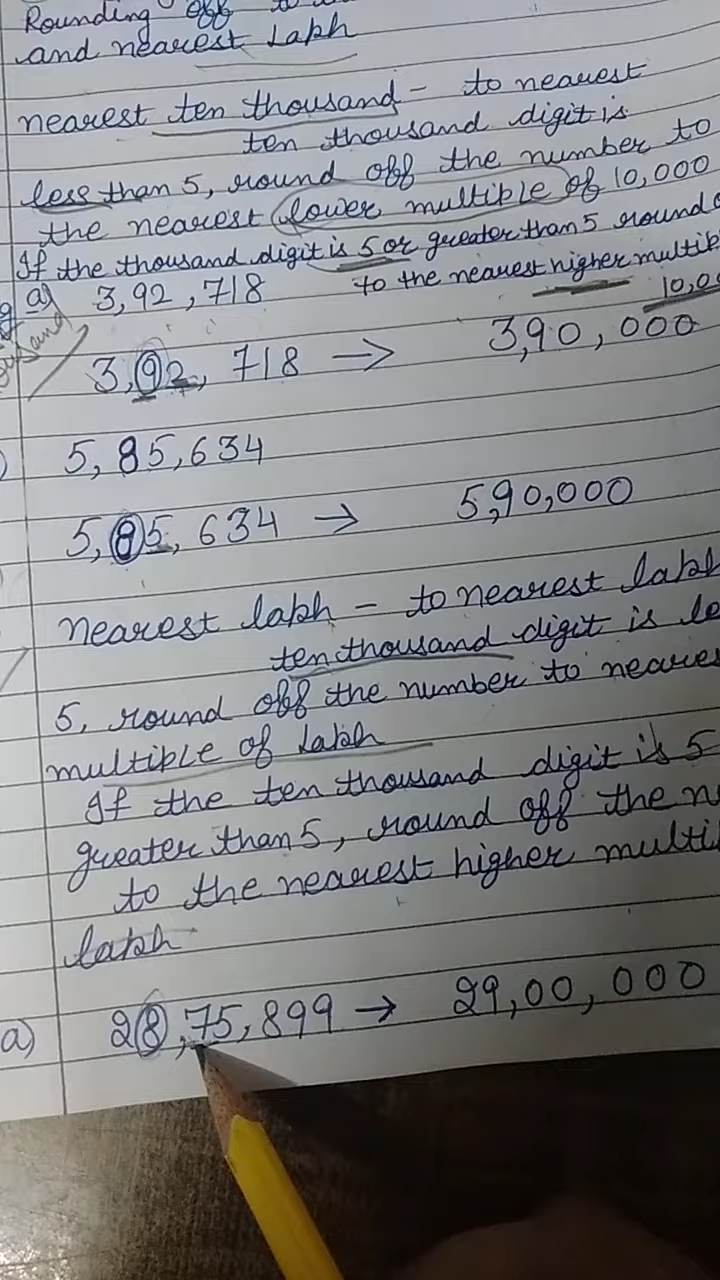 Rounding off to
and nearest Lakh
nearest ten thousand - to nearest
ten thousand digit is
less than 5, round off the number to
the nearest lower multiple of 10,000
If the thousand digit is 5 or greater than 5 round
to the nearest higher
a) 3,92,718
3,92,718 → 3,90,000
5,85,634
5,85,634 → 5,90,000
nearest lakh - to nearest lakh
ten thousand digit is
5, round off the number to
multiple of Lakh
If the ten thousand digit is 5
greater than 5, round off the
to the nearest higher
lakh
a) 28,75,899 → 29,00,000